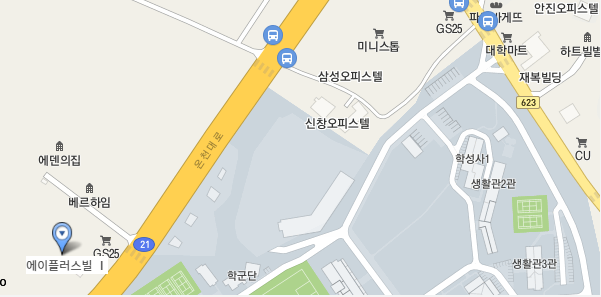 안진오피스텔
GS25
대학마트
하트빌
미니스톱
재복빌딩
삼성오피스텔
623
신창오피스텔
온천대로
CU
학성사1
에덴의집
생활관2관
베르하임
21
GS25
에이플러스빌 I
학군단
생활관3관